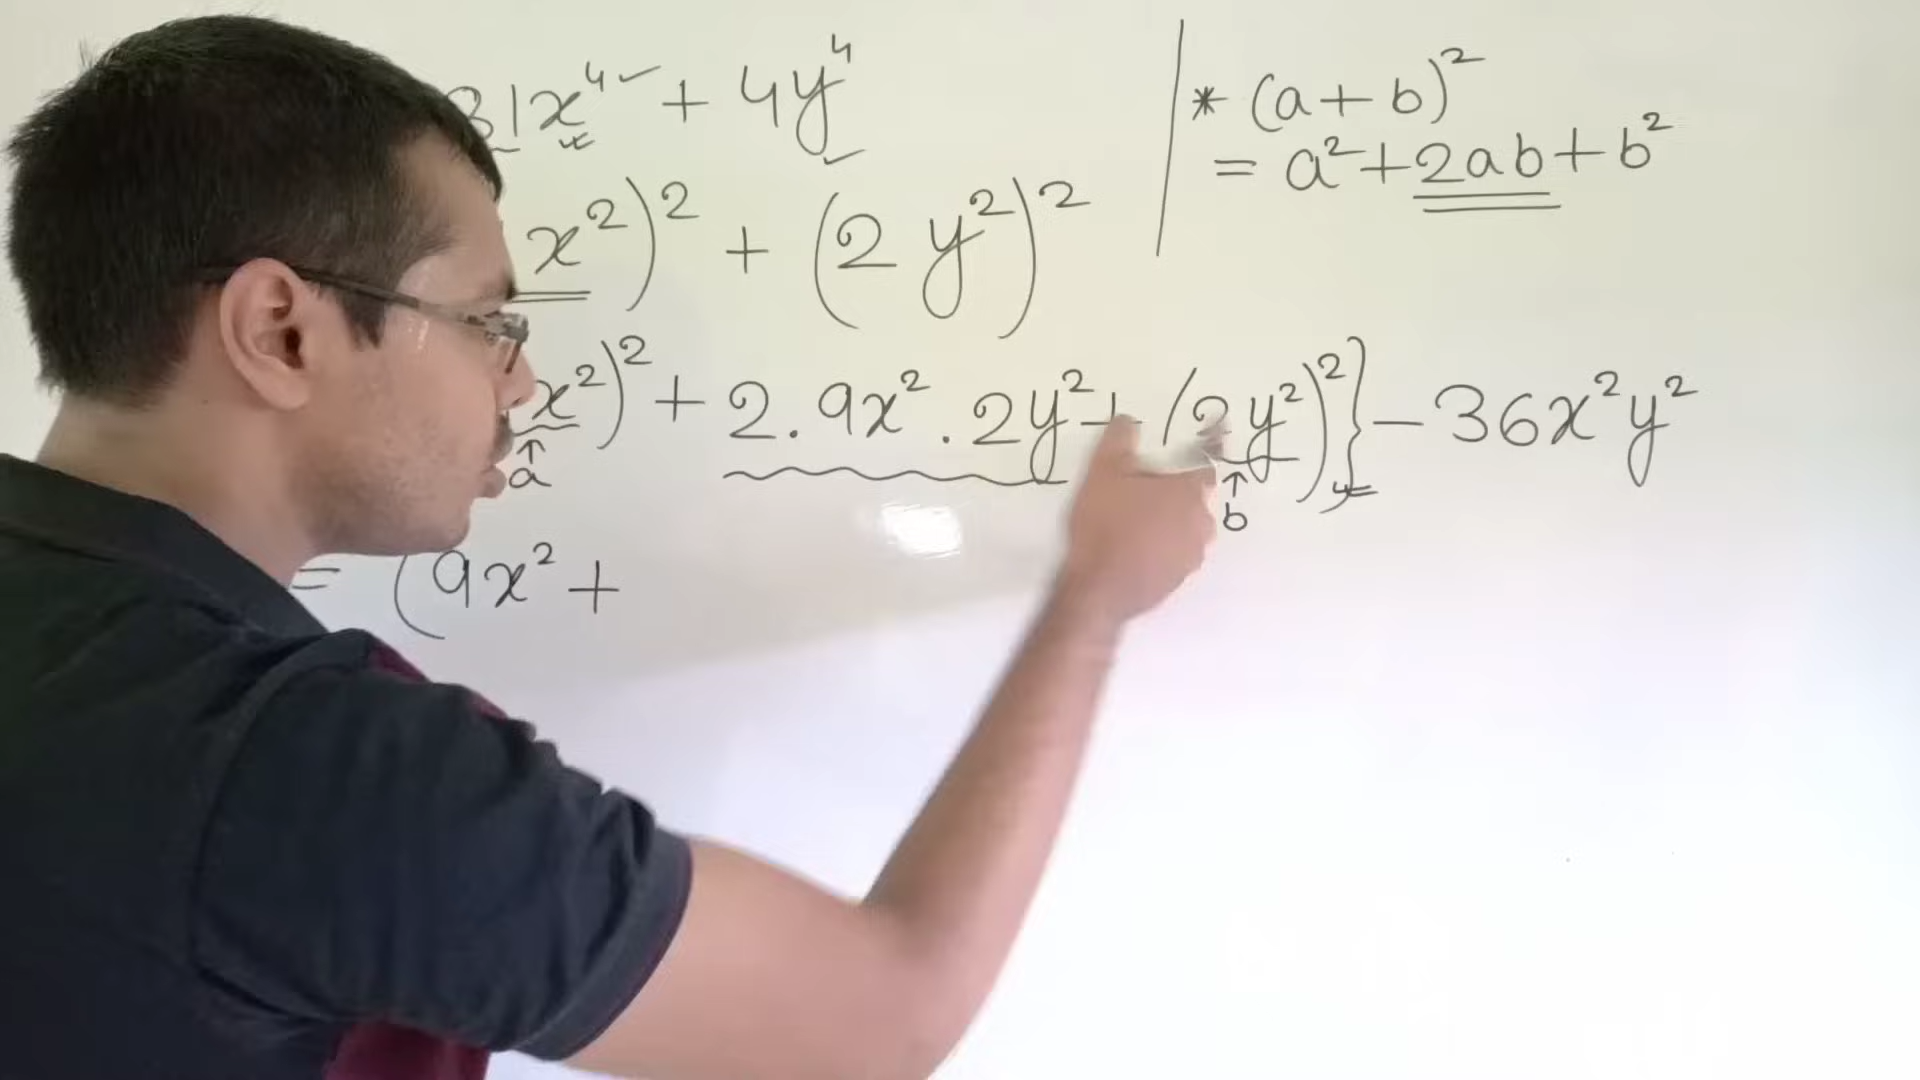 81x⁴ ✓ + 4y⁴ ✓
x²)² + (2y²)²
x²)² + 2.9x².2y² + (2y²)²} - 36x²y²
↑ a ↑ b
= (9x² +
* (a+b)²
= a² + 2ab + b²